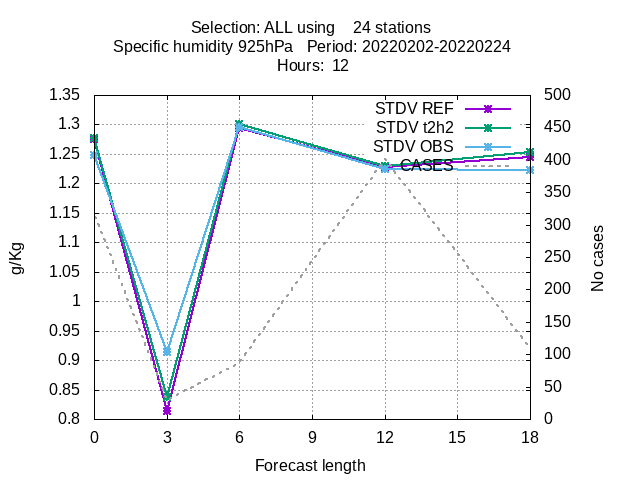 Selection: ALL using    24 stations
Specific humidity 925hPa   Period: 20220202-20220224
Hours:  12
STDV REF
STDV t2h2
STDV OBS
CASES
1.35
1.3
1.25
1.2
1.15
1.1
1.05
1
0.95
0.9
0.85
0.8
g/Kg
500
450
400
350
300
250
200
150
100
50
0
No cases
0 3 6 9 12 15 18
Forecast length